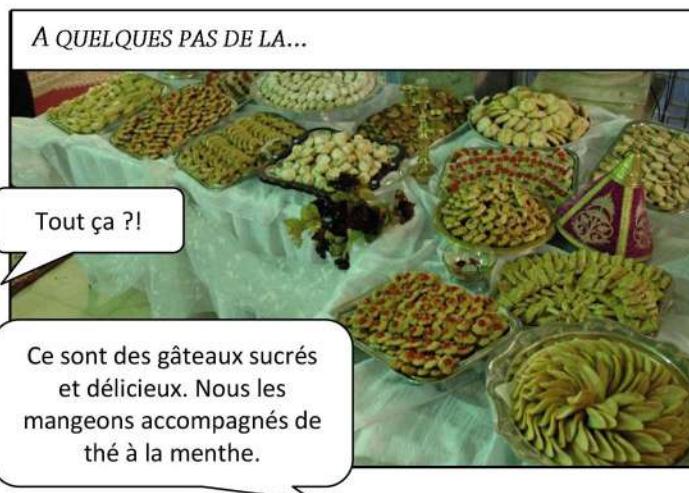 A QUELQUES PAS DE LA...
Tout ça ?!
Ce sont des gâteaux sucrés
et délicieux. Nous les
mangeons accompagnés de
thé à la menthe.